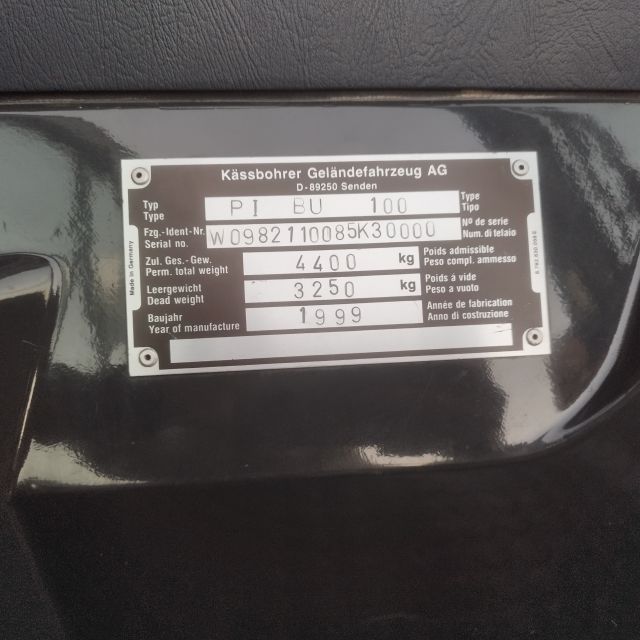 Kässbohrer Geländefahrzeug AG
D-89250 Senden
Typ
Type
PI BU 100
Type
Tipo
Fzg.-Ident-Nr.
Serial no.
W0982110085K30000
Nº de serie
Num. di telaio
Zul. Ges.-Gew.
Perm. total weight
4400 kg
Poids admissible
Peso compl. ammesso
Leergewicht
Dead weight
3250 kg
Poids à vide
Peso a vuoto
Baujahr
Year of manufacture
1999
Année de fabrication
Anno di costruzione
Made in Germany